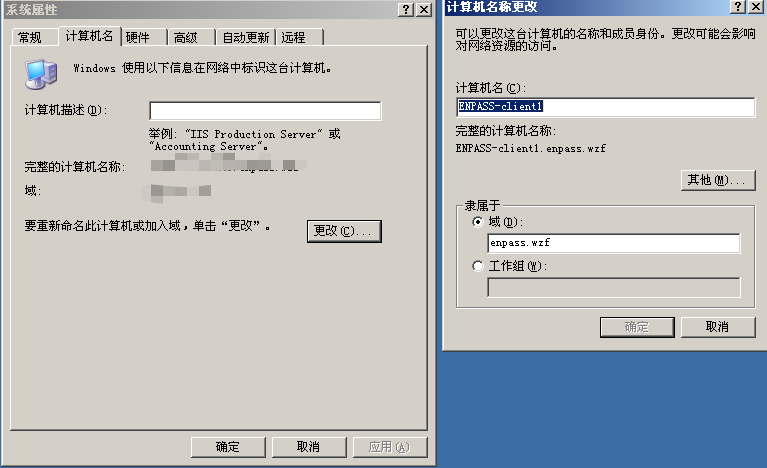 系统属性
常规 计算机名 硬件 高级 自动更新 远程
Windows 使用以下信息在网络中标识这台计算机。
计算机描述(D):
举例: "IIS Production Server" 或
"Accounting Server"。
完整的计算机名称:
域:
要重新命名此计算机或加入域，单击“更改”。
更改(C)...
确定 取消 应用(A)
计算机名称更改
可以更改这台计算机的名称和成员身份。更改可能会影响
对网络资源的访问。
计算机名(C):
ENPASS-client1
完整的计算机名称:
ENPASS-client1.enpass.wzf
其他(M)...
隶属于
域(D):
enpass.wzf
工作组(W):
确定 取消